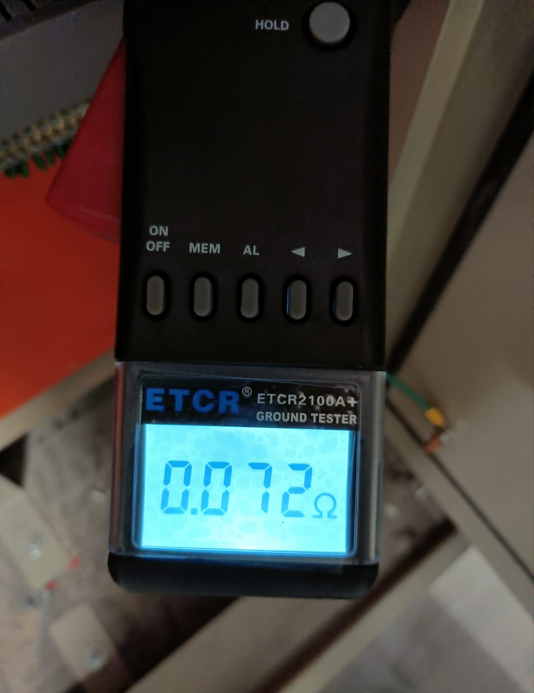 HOLD
ON
OFF
MEM
AL
ETCR®
ETCR2100A+
GROUND TESTER
0.072Ω